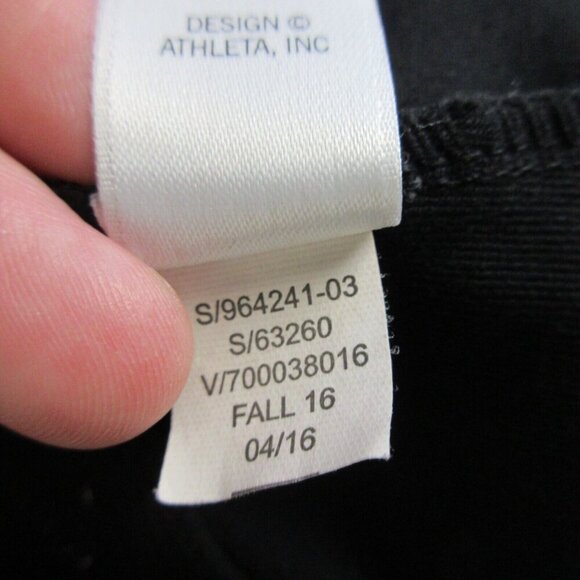 DESIGN ©
ATHLETA, INC
S/964241-03
S/63260
V/700038016
FALL 16
04/16